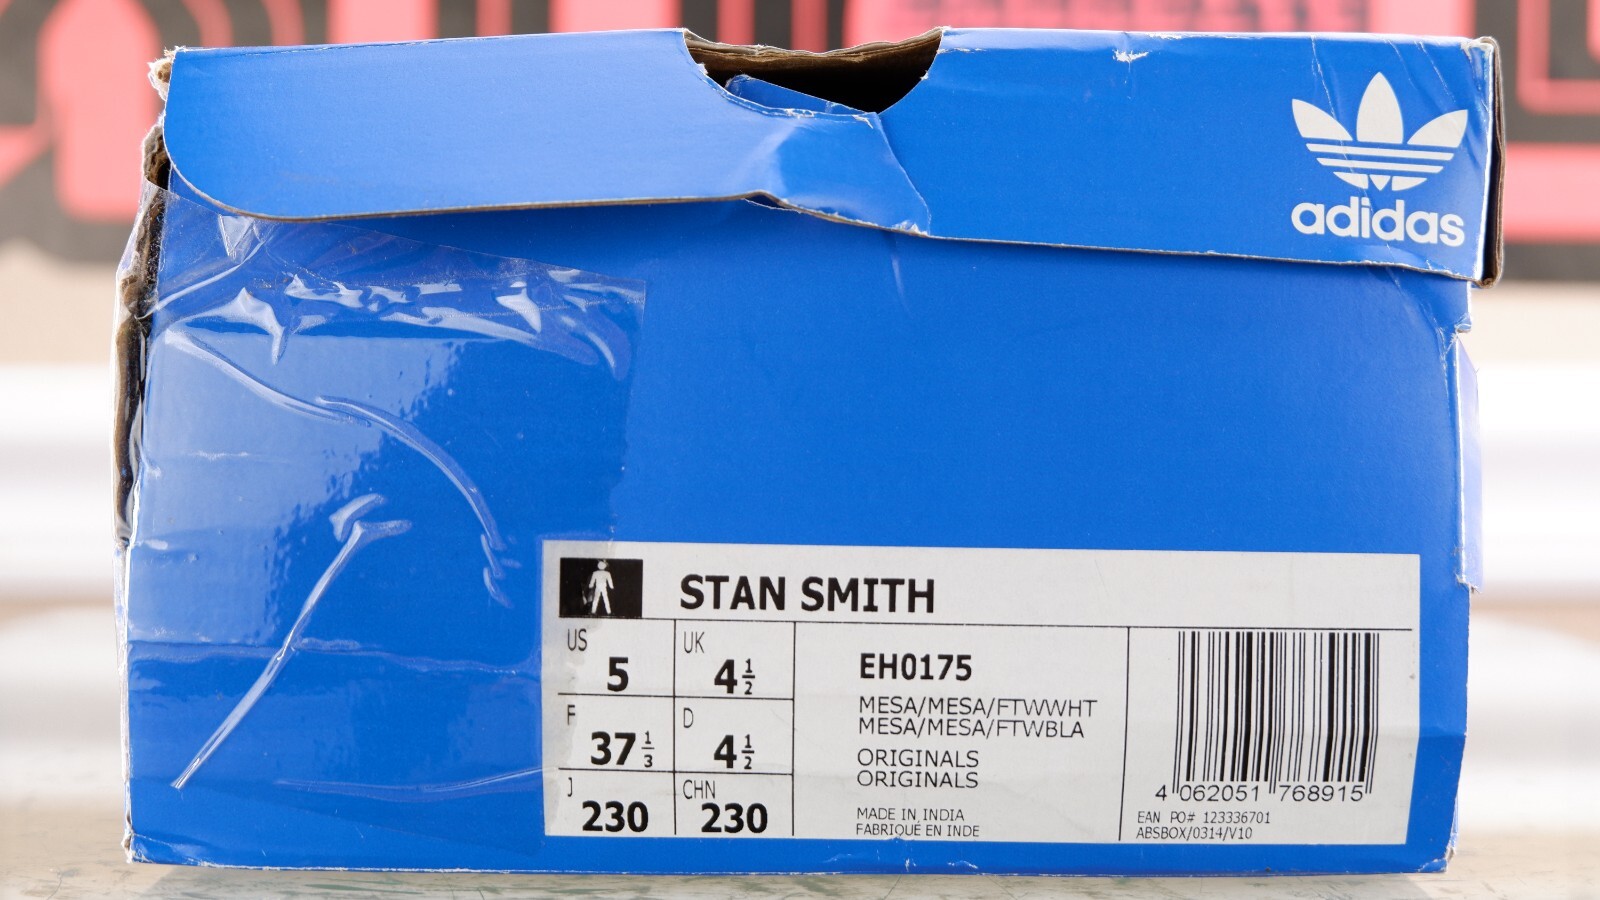 adidas
STAN SMITH
US
5
UK
4 1/2
F
37 1/3
D
4 1/2
J
230
CHN
230
EH0175
MESA/MESA/FTWWHT
MESA/MESA/FTWBLA
ORIGINALS
ORIGINALS
MADE IN INDIA
FABRIQUÉ EN INDE
4 062051 768915
EAN PO# 123336701
ABSBOX/0314/V10